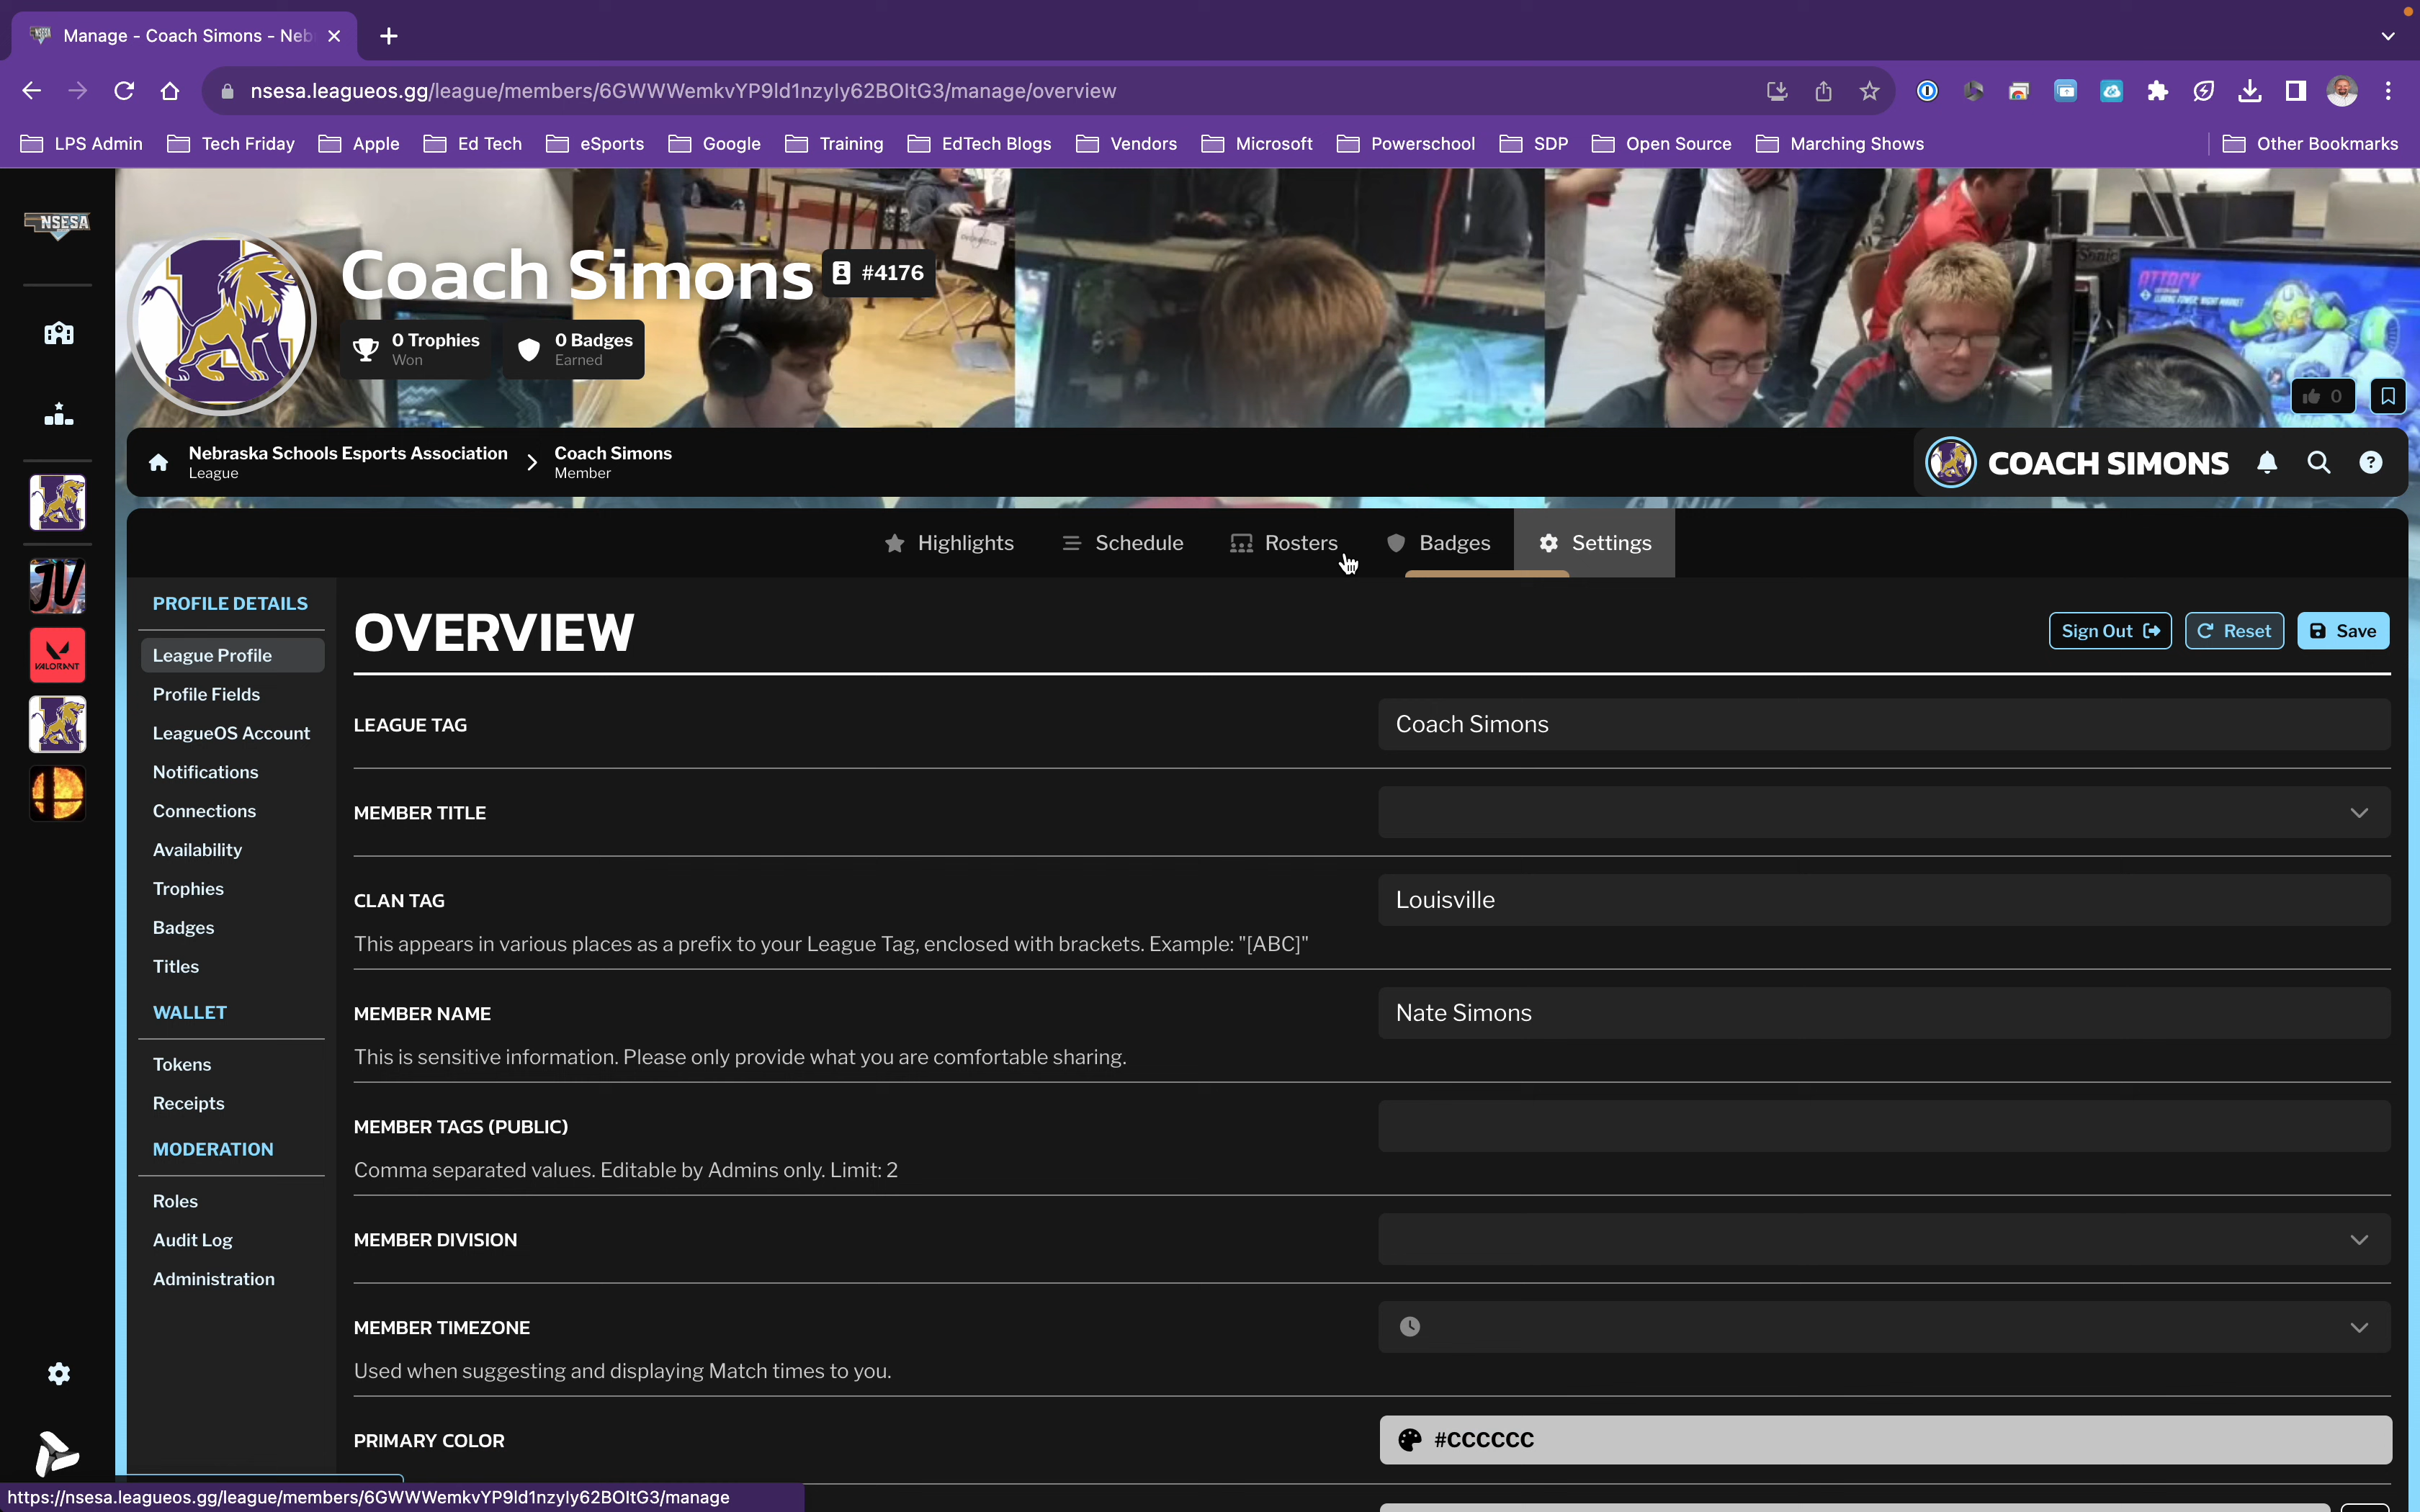 Manage - Coach Simons - Neb
nsesa.leagueos.gg/league/members/6GWWWemkvYP9ld1nzyIy62BOItG3/manage/overview
LPS Admin
Tech Friday
Apple
Ed Tech
eSports
Google
Training
EdTech Blogs
Vendors
Microsoft
Powerschool
SDP
Open Source
Marching Shows
Other Bookmarks
NSESA
Coach Simons
#4176
0 Trophies
Won
0 Badges
Earned
ATTACK
0
Nebraska Schools Esports Association
League
Coach Simons
Member
COACH SIMONS
Highlights
Schedule
Rosters
Badges
Settings
JV
VALORANT
PROFILE DETAILS
League Profile
Profile Fields
LeagueOS Account
Notifications
Connections
Availability
Trophies
Badges
Titles
WALLET
Tokens
Receipts
MODERATION
Roles
Audit Log
Administration
OVERVIEW
Sign Out
Reset
Save
LEAGUE TAG
Coach Simons
MEMBER TITLE
CLAN TAG
Louisville
This appears in various places as a prefix to your League Tag, enclosed with brackets. Example: "[ABC]"
MEMBER NAME
Nate Simons
This is sensitive information. Please only provide what you are comfortable sharing.
MEMBER TAGS (PUBLIC)
Comma separated values. Editable by Admins only. Limit: 2
MEMBER DIVISION
MEMBER TIMEZONE
Used when suggesting and displaying Match times to you.
PRIMARY COLOR
#CCCCCC
https://nsesa.leagueos.gg/league/members/6GWWWemkvYP9ld1nzyIy62BOItG3/manage